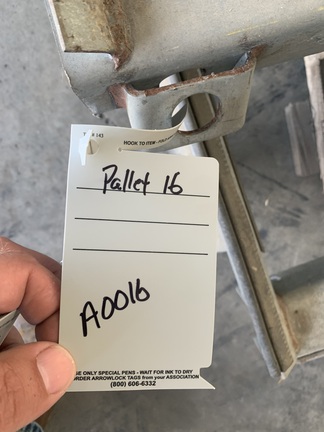 HOOK TO ITEM
Pallet 16
A0016
USE ONLY SPECIAL PENS - WAIT FOR INK TO DRY
ORDER ARROWLOCK TAGS from your ASSOCIATION
(800) 606-6332